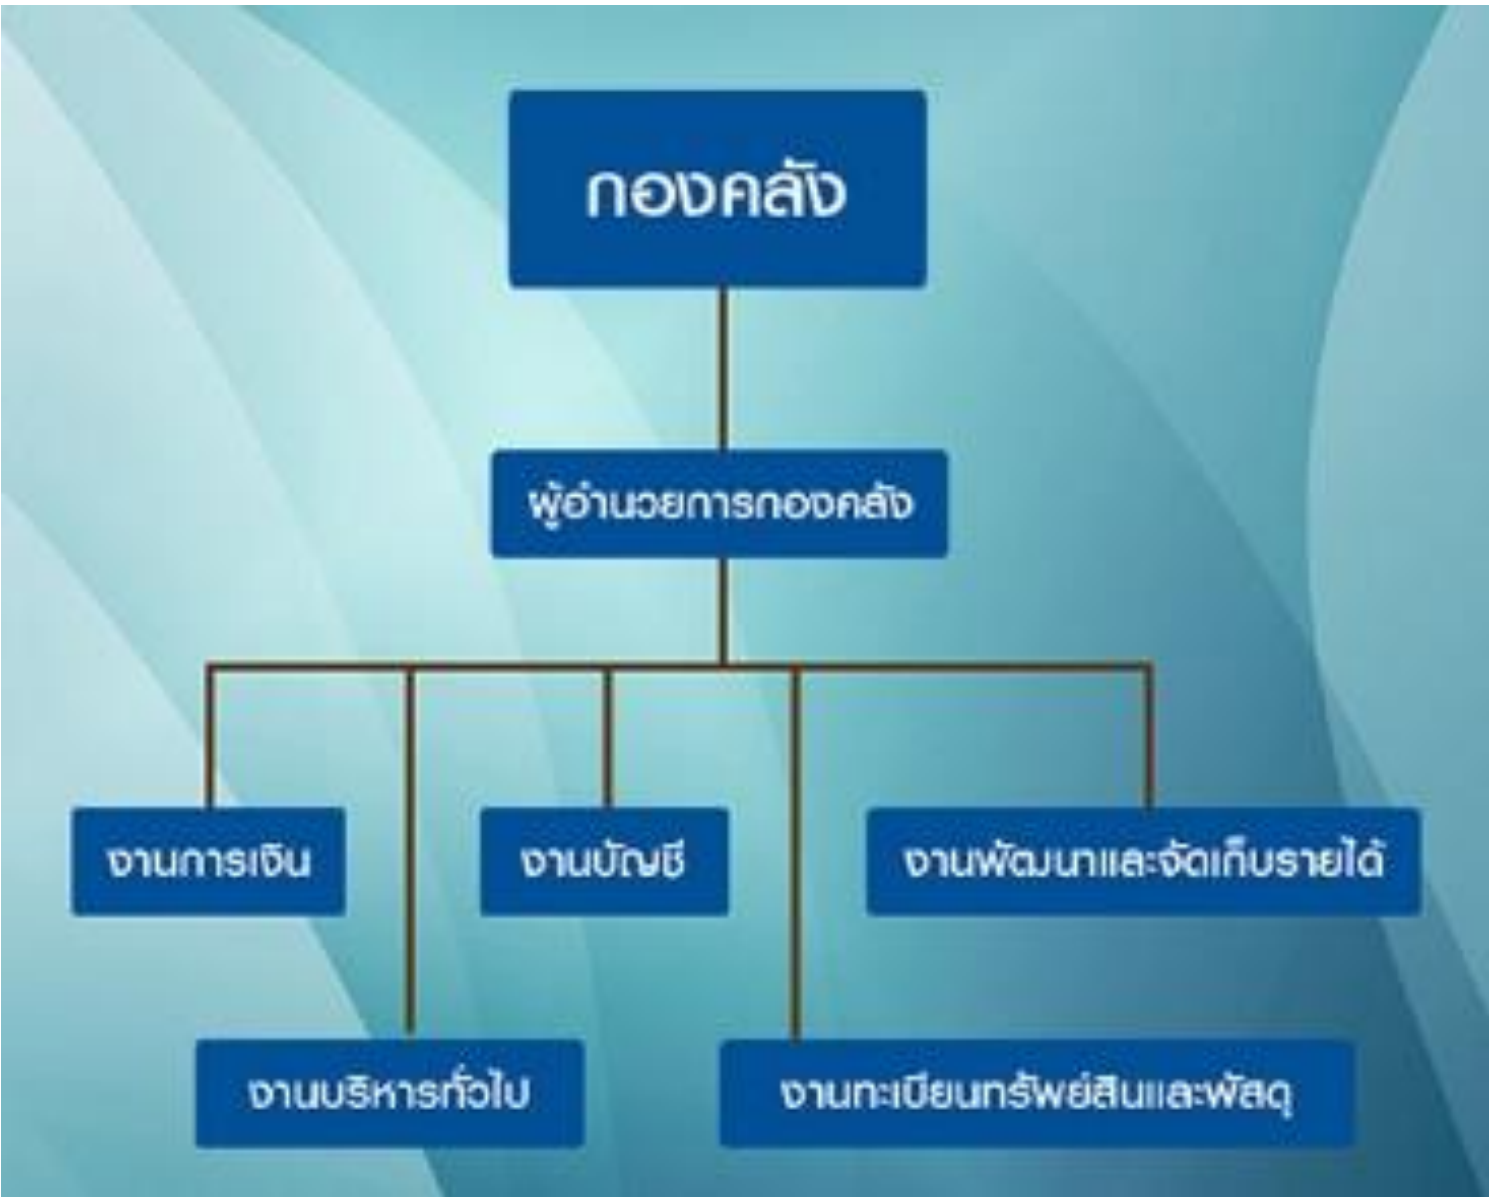 กองคลัง
ผู้อำนวยการกองคลัง
งานการเงิน
งานบัญชี
งานพัฒนาและจัดเก็บรายได้
งานบริหารทั่วไป
งานทะเบียนทรัพย์สินและพัสดุ